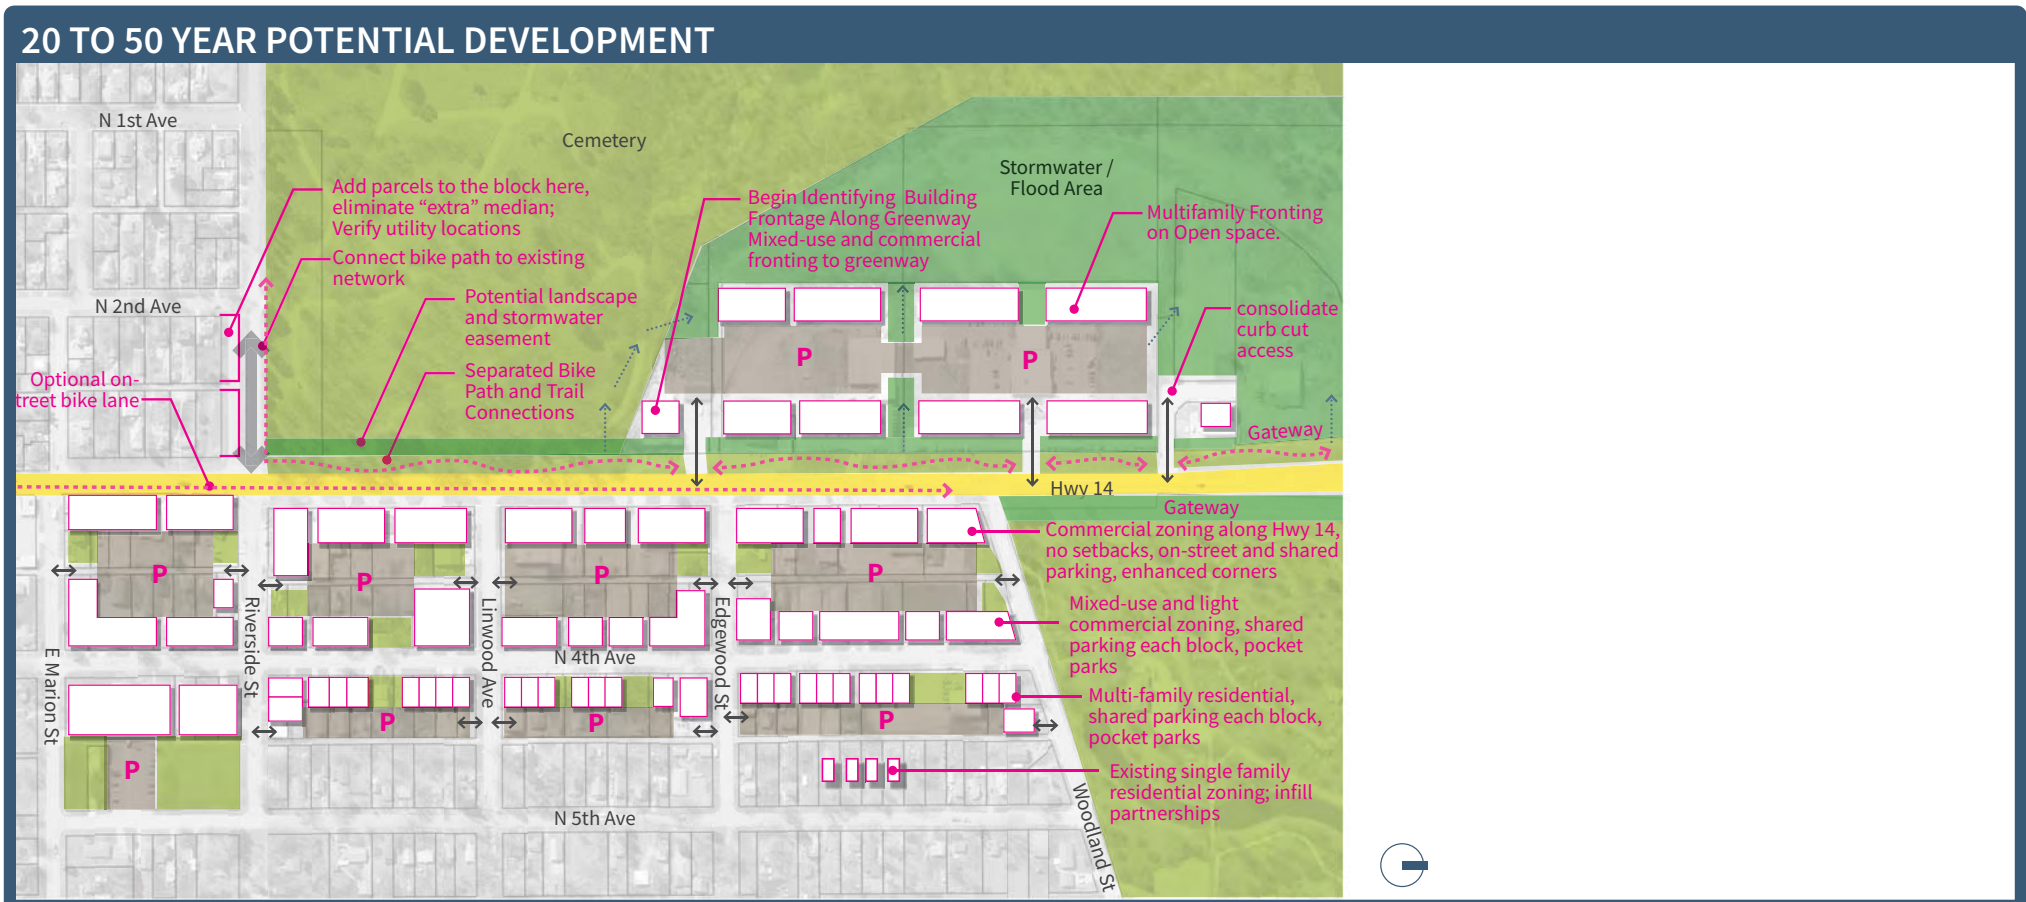 20 TO 50 YEAR POTENTIAL DEVELOPMENT
N 1st Ave
Cemetery
Stormwater /
Flood Area
Add parcels to the block here,
eliminate “extra” median;
Verify utility locations
Connect bike path to existing
network
Begin Identifying Building
Frontage Along Greenway
Mixed-use and commercial
fronting to greenway
Multifamily Fronting
on Open space.
N 2nd Ave
Potential landscape
and stormwater
easement
consolidate
curb cut
access
P
P
Optional on-
treet bike lane
Separated Bike
Path and Trail
Connections
Gateway
Hwy 14
Gateway
Commercial zoning along Hwy 14,
no setbacks, on-street and shared
parking, enhanced corners
P
P
P
P
Mixed-use and light
commercial zoning, shared
parking each block, pocket
parks
E Marion St
Riverside St
Linwood Ave
Edgewood St
N 4th Ave
Multi-family residential,
shared parking each block,
pocket parks
P
P
P
P
Existing single family
residential zoning; infill
partnerships
N 5th Ave
Woodland St